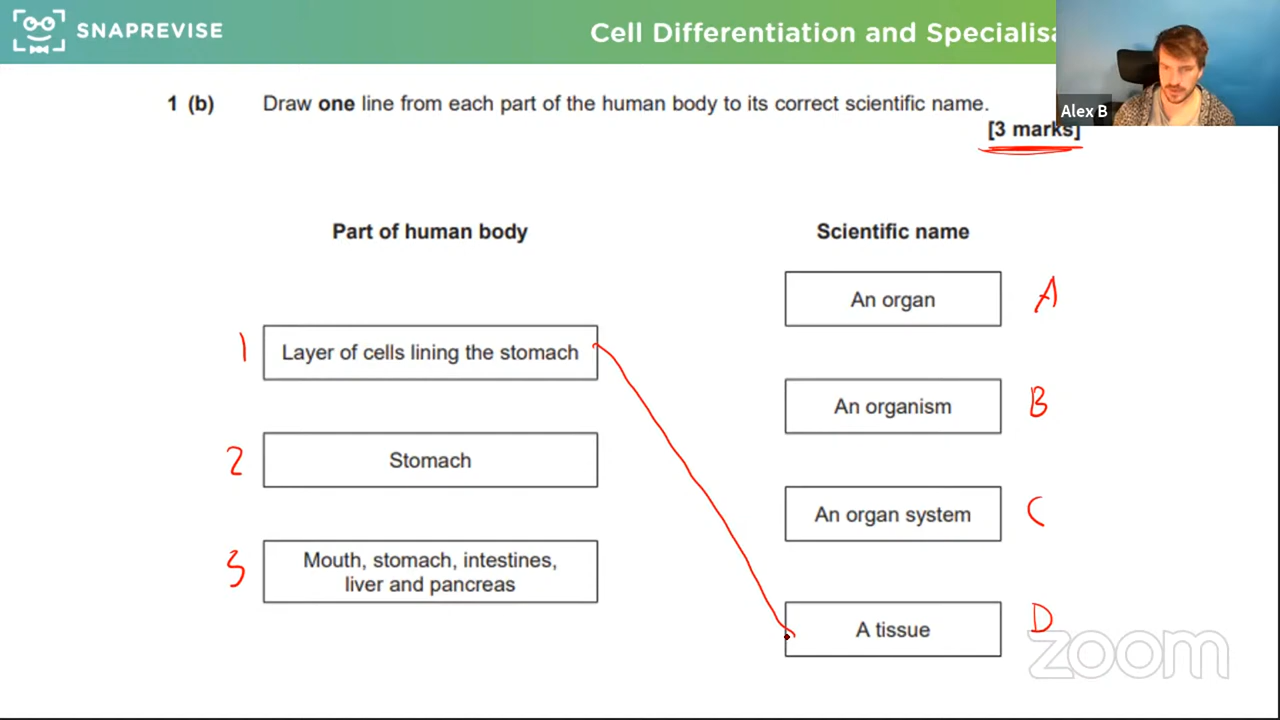 SNAPREVISE
Cell Differentiation and Specialisa
Alex B
1 (b) Draw one line from each part of the human body to its correct scientific name.
[3 marks]
Part of human body
Scientific name
An organ
A
1
Layer of cells lining the stomach
An organism
B
2
Stomach
An organ system
C
3
Mouth, stomach, intestines,
liver and pancreas
A tissue
D
zoom